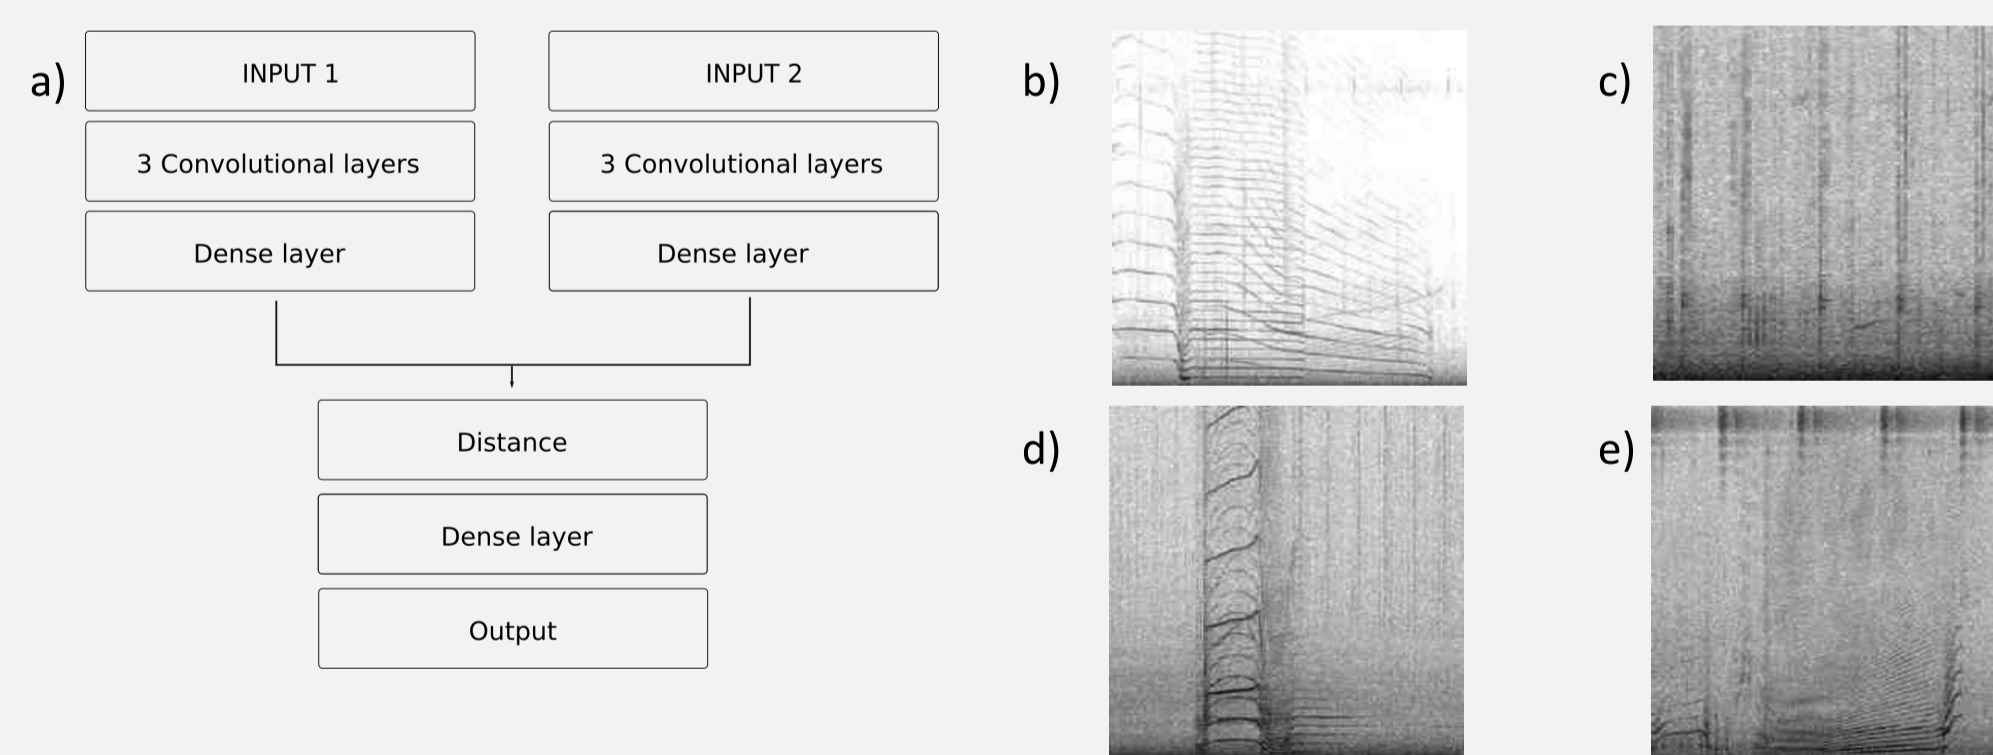 a)
INPUT 1
INPUT 2
3 Convolutional layers
3 Convolutional layers
Dense layer
Dense layer
Distance
Dense layer
Output
b)
c)
d)
e)